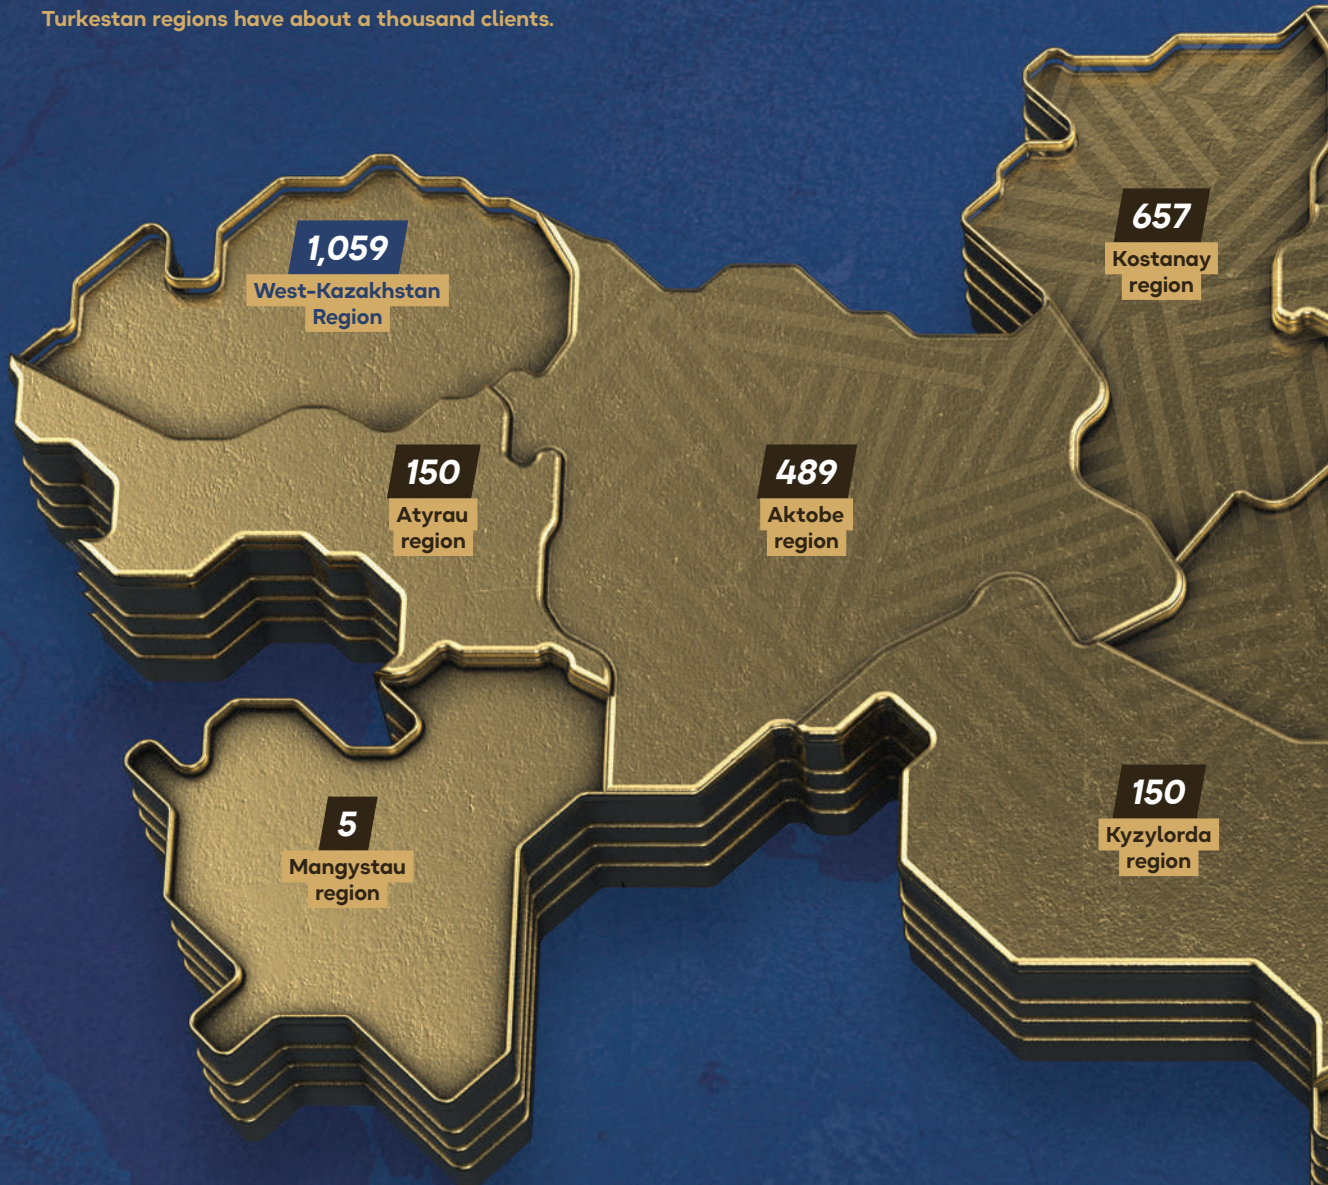 Turkestan regions have about a thousand clients.
657
Kostanay
region
1,059
West-Kazakhstan
Region
150
Atyrau
region
489
Aktobe
region
5
Mangystau
region
150
Kyzylorda
region